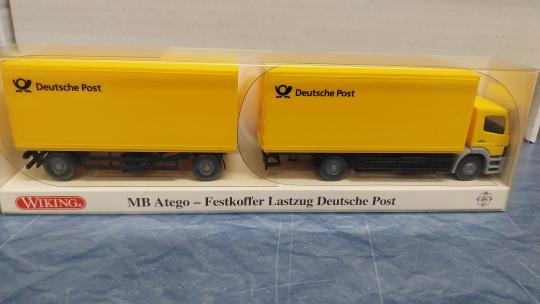 Deutsche Post
Deutsche Post
WIKING®
MB Atego – Festkoffer Lastzug Deutsche Post